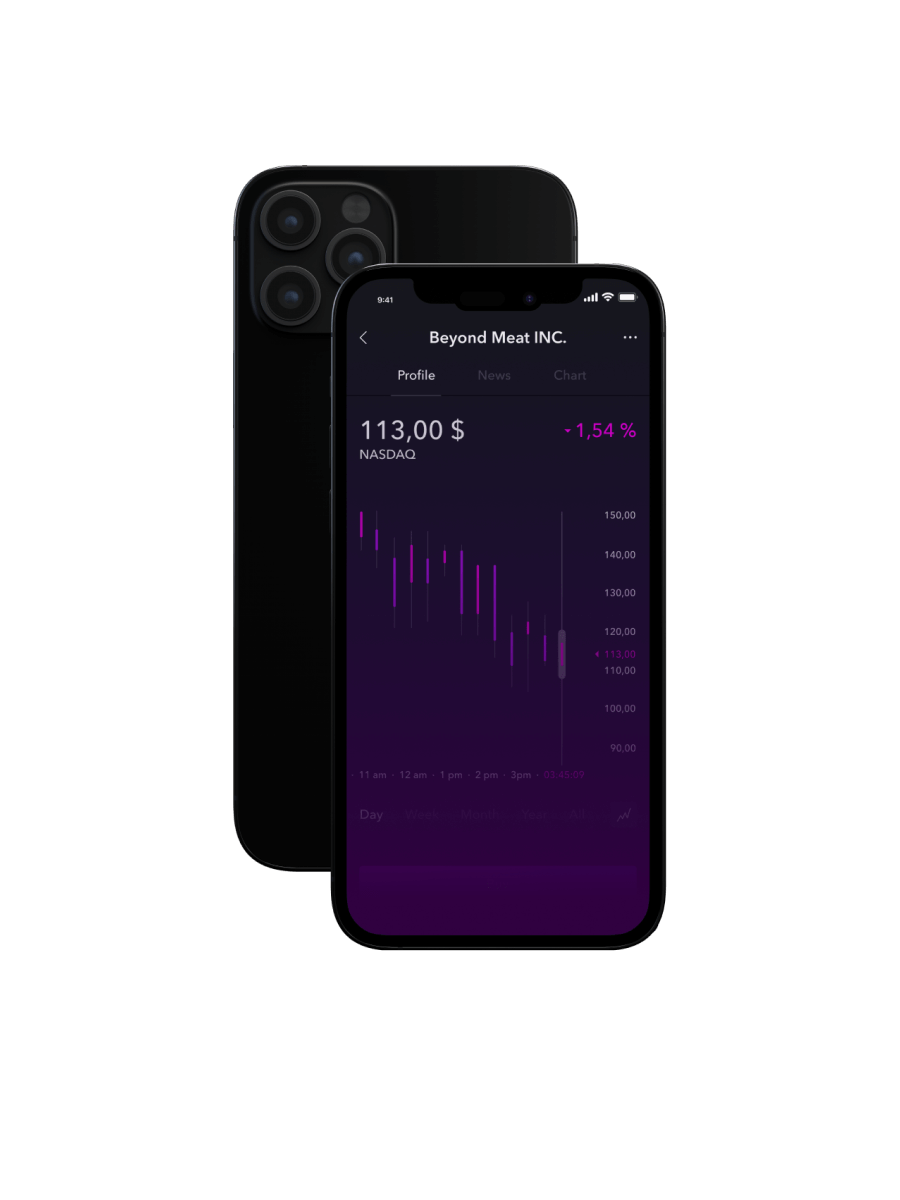 9:41
Beyond Meat INC.
Profile News Chart
113,00 $
1,54 %
NASDAQ
150,00
140,00
130,00
120,00
113,00
110,00
100,00
90,00
· 11 am · 12 am · 1 pm · 2 pm · 3pm · 03:45:09
Day Week Month Year